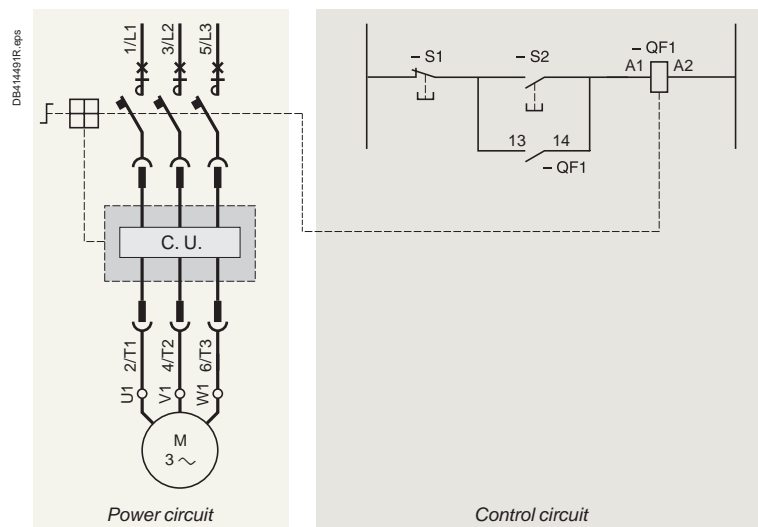 DB414491R.eps
1/L1
3/L2
5/L3
C. U.
2/T1
4/T2
6/T3
U1
V1
W1
M
3 ~
Power circuit
– S1
– S2
– QF1
A1
A2
13
14
– QF1
Control circuit